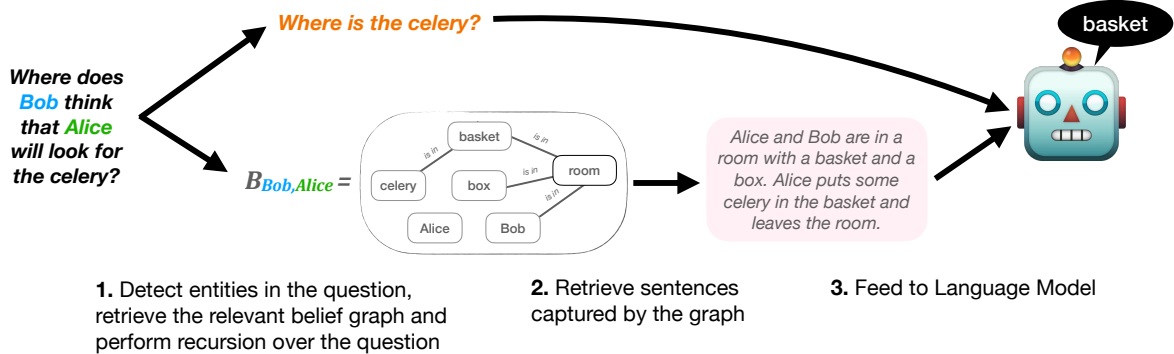 Where does
Bob think
that Alice
will look for
the celery?
Where is the celery?
basket
B Bob,Alice =
basket
is in
is in
celery
box
is in
room
is in
Alice
Bob
Alice and Bob are in a
room with a basket and a
box. Alice puts some
celery in the basket and
leaves the room.
1. Detect entities in the question,
retrieve the relevant belief graph and
perform recursion over the question
2. Retrieve sentences
captured by the graph
3. Feed to Language Model